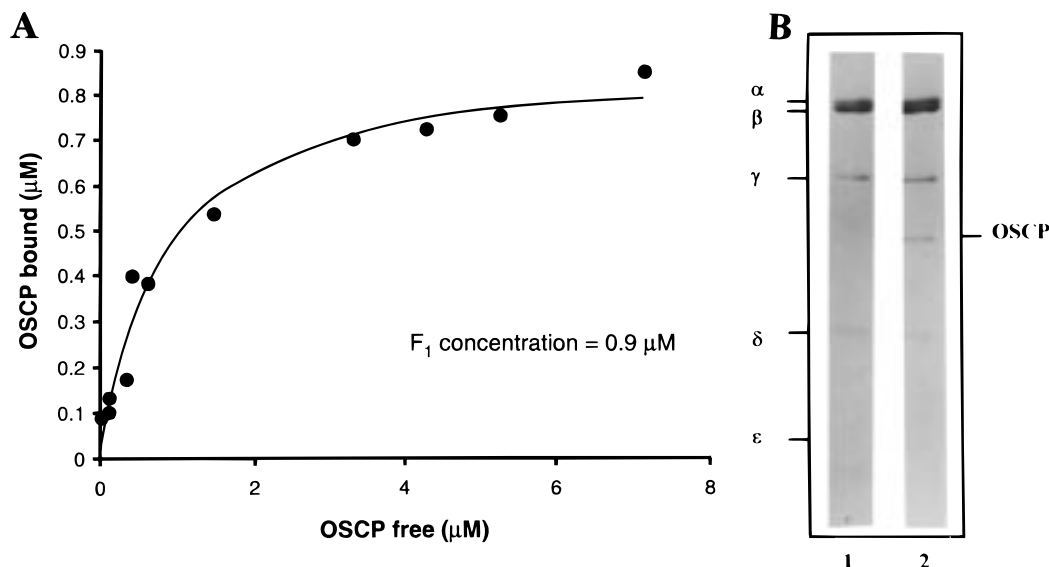 A
0.9
0.8
0.7
0.6
0.5
0.4
0.3
0.2
0.1
0
OSCP bound (μM)
0 2 4 6 8
OSCP free (μM)
F₁ concentration = 0.9 μM
B
α
β
γ
OSCP
δ
ε
1 2